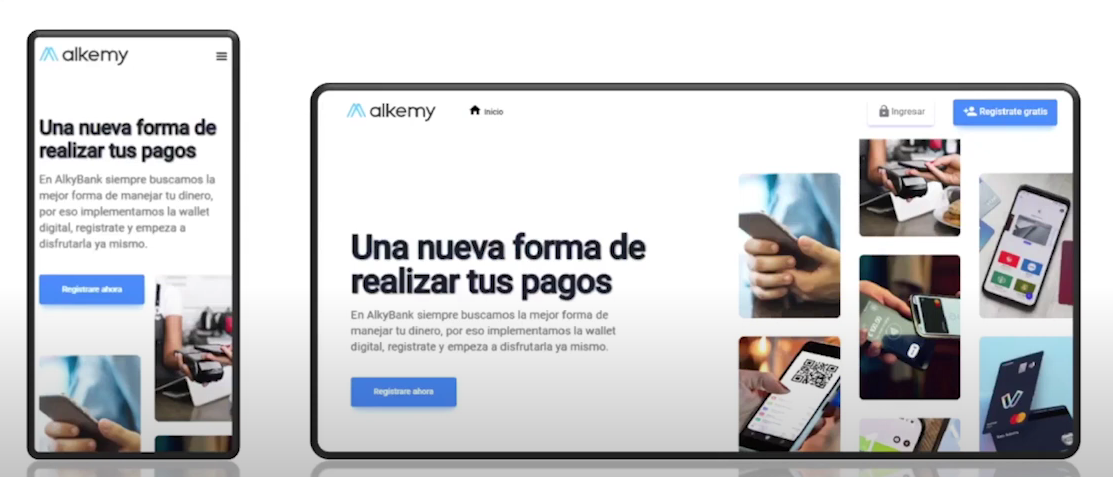 alkemy
Una nueva forma de
realizar tus pagos
En AlkyBank siempre buscamos la
mejor forma de manejar tu dinero,
por eso implementamos la wallet
digital, registrate y empeza a
disfrutarla ya mismo.
Registrare ahora
alkemy
Inicio
Ingresar
Registrate gratis
Una nueva forma de
realizar tus pagos
En AlkyBank siempre buscamos la mejor forma de
manejar tu dinero, por eso implementamos la wallet
digital, registrate y empeza a disfrutarla ya mismo.
Registrare ahora